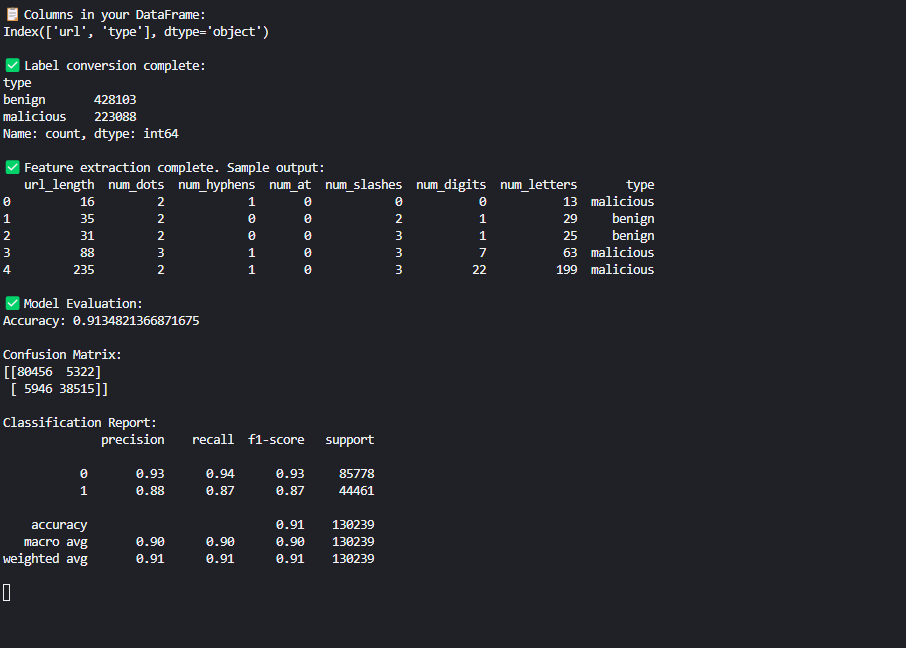 📋 Columns in your DataFrame:
Index(['url', 'type'], dtype='object')
✅ Label conversion complete:
type
benign       428103
malicious    223088
Name: count, dtype: int64
✅ Feature extraction complete. Sample output:
   url_length  num_dots  num_hyphens  num_at  num_slashes  num_digits  num_letters       type
0          16         2            1       0            0           0           13  malicious
1          35         2            0       0            2           1           29     benign
2          31         2            0       0            3           1           25     benign
3          88         3            1       0            3           7           63  malicious
4         235         2            1       0            3          22          199  malicious
✅ Model Evaluation:
Accuracy: 0.9134821366871675
Confusion Matrix:
[[80456  5322]
 [ 5946 38515]]
Classification Report:
              precision    recall  f1-score   support
           0       0.93      0.94      0.93     85778
           1       0.88      0.87      0.87     44461
    accuracy                           0.91    130239
   macro avg       0.90      0.90      0.90    130239
weighted avg       0.91      0.91      0.91    130239